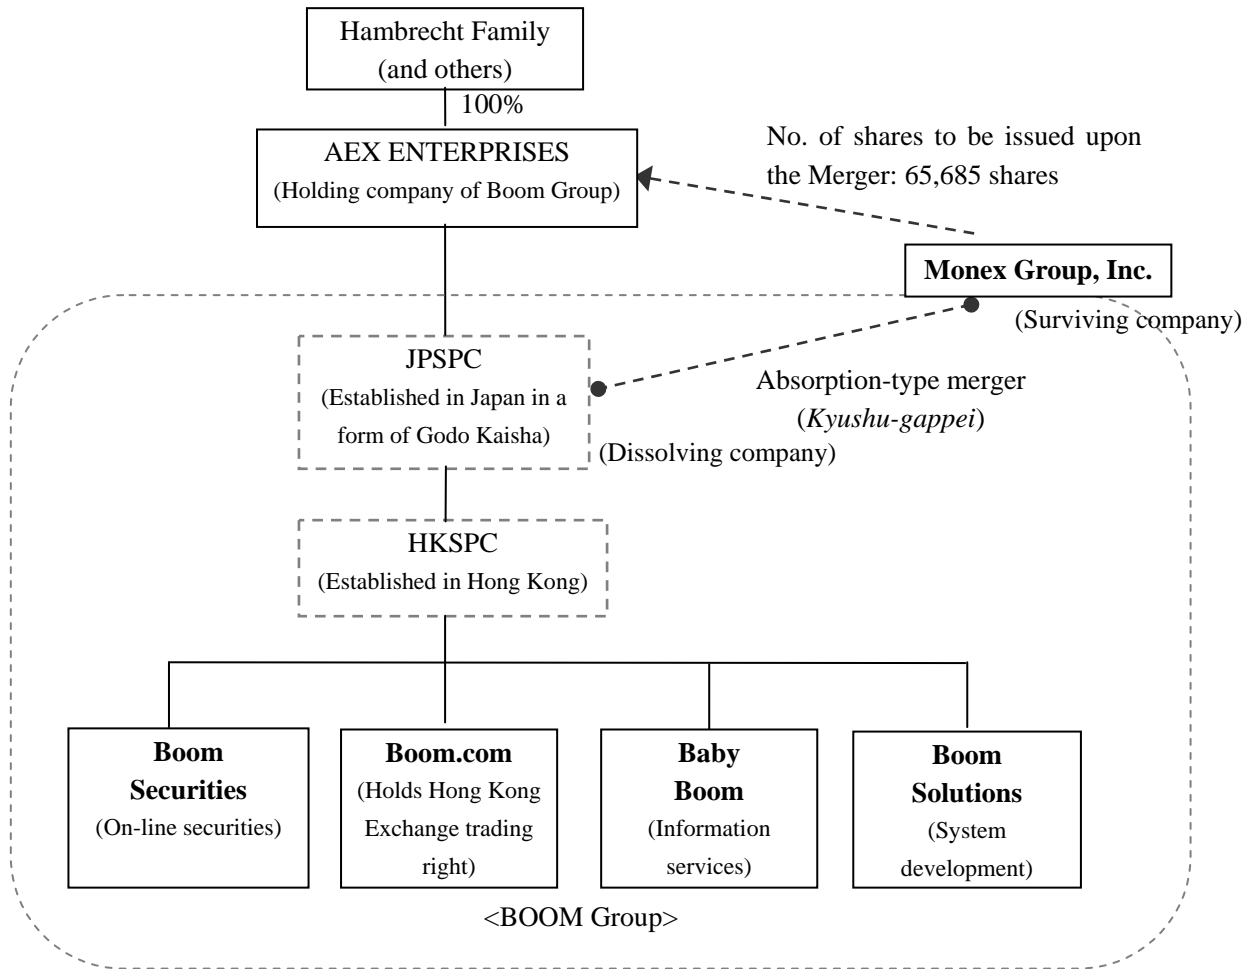 Hambrecht Family
(and others)
100%
AEX ENTERPRISES
(Holding company of Boom Group)
No. of shares to be issued upon
the Merger: 65,685 shares
Monex Group, Inc.
(Surviving company)
JPSPC
(Established in Japan in a
form of Godo Kaisha)
(Dissolving company)
Absorption-type merger
(Kyushu-gappei)
HKSPC
(Established in Hong Kong)
Boom
Securities
(On-line securities)
Boom.com
(Holds Hong Kong
Exchange trading
right)
Baby
Boom
(Information
services)
Boom
Solutions
(System
development)
<BOOM Group>